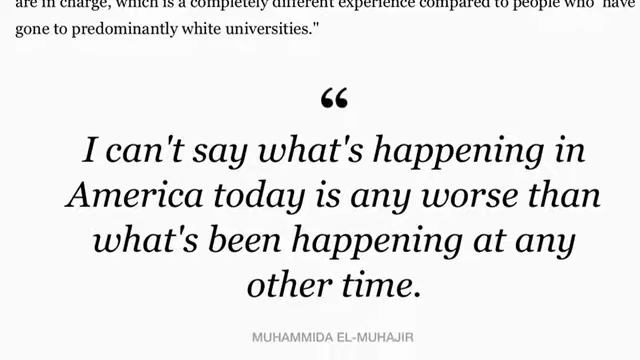 are in charge, which is a completely different experience compared to people who have
gone to predominantly white universities."
“
I can't say what's happening in
America today is any worse than
what's been happening at any
other time.
MUHAMMIDA EL-MUHAJIR